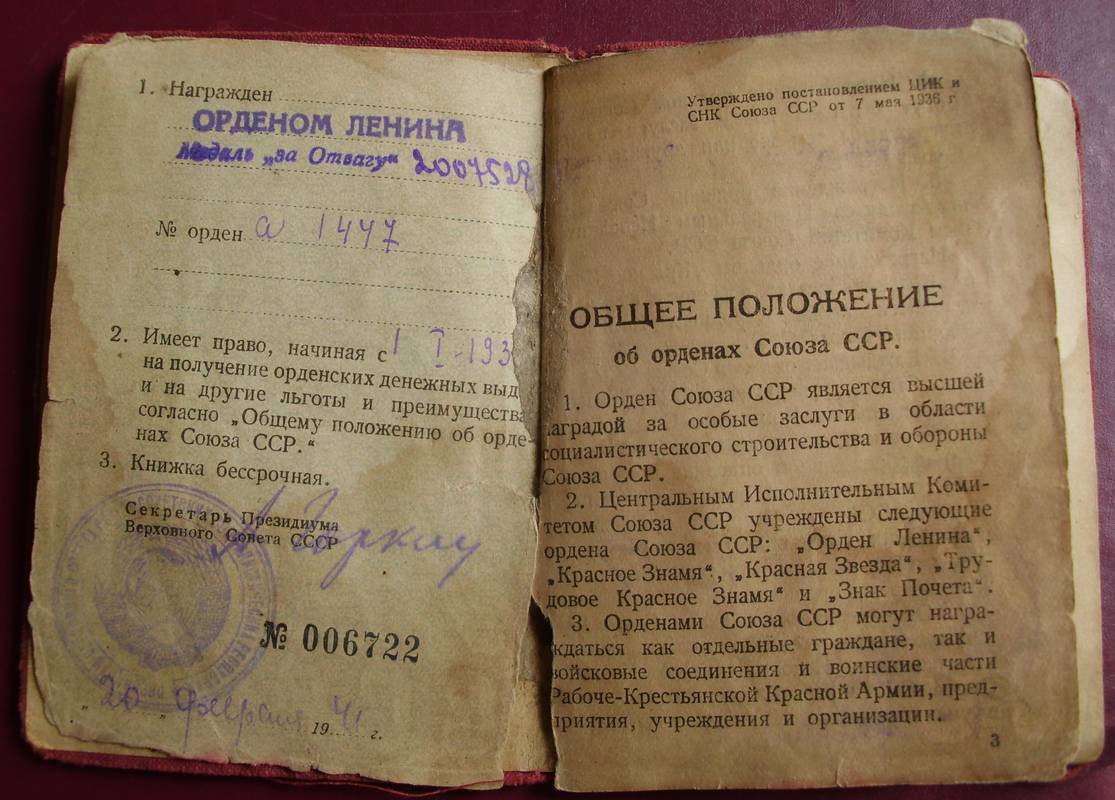 1. Награжден
ОРДЕНОМ ЛЕНИНА
Медаль „за Отвагу“ 2007528
№ орден а 1447
2. Имеет право, начиная с 1 I-193
на получение орденских денежных выд
и на другие льготы и преимущества
согласно „Общему положению об орде-
нах Союза ССР.“
3. Книжка бессрочная.
Секретарь Президиума
Верховного Совета СССР
А Горкин
№ 006722
„20 „ февраля 1941 г.
Утверждено постановлением ЦИК и
СНК Союза ССР от 7 мая 1936 г
ОБЩЕЕ ПОЛОЖЕНИЕ
об орденах Союза ССР.
1. Орден Союза ССР является высшей
наградой за особые заслуги в области
социалистического строительства и обороны
Союза ССР.
2. Центральным Исполнительным Коми-
тетом Союза ССР учреждены следующие
ордена Союза ССР: „Орден Ленина“,
„Красное Знамя“, „Красная Звезда“, „Тру-
довое Красное Знамя“ и „Знак Почета“.
3. Орденами Союза ССР могут награ-
ждаться как отдельные граждане, так и
войсковые соединения и воинские части
Рабоче-Крестьянской Красной Армии, пред-
приятия, учреждения и организации.
3